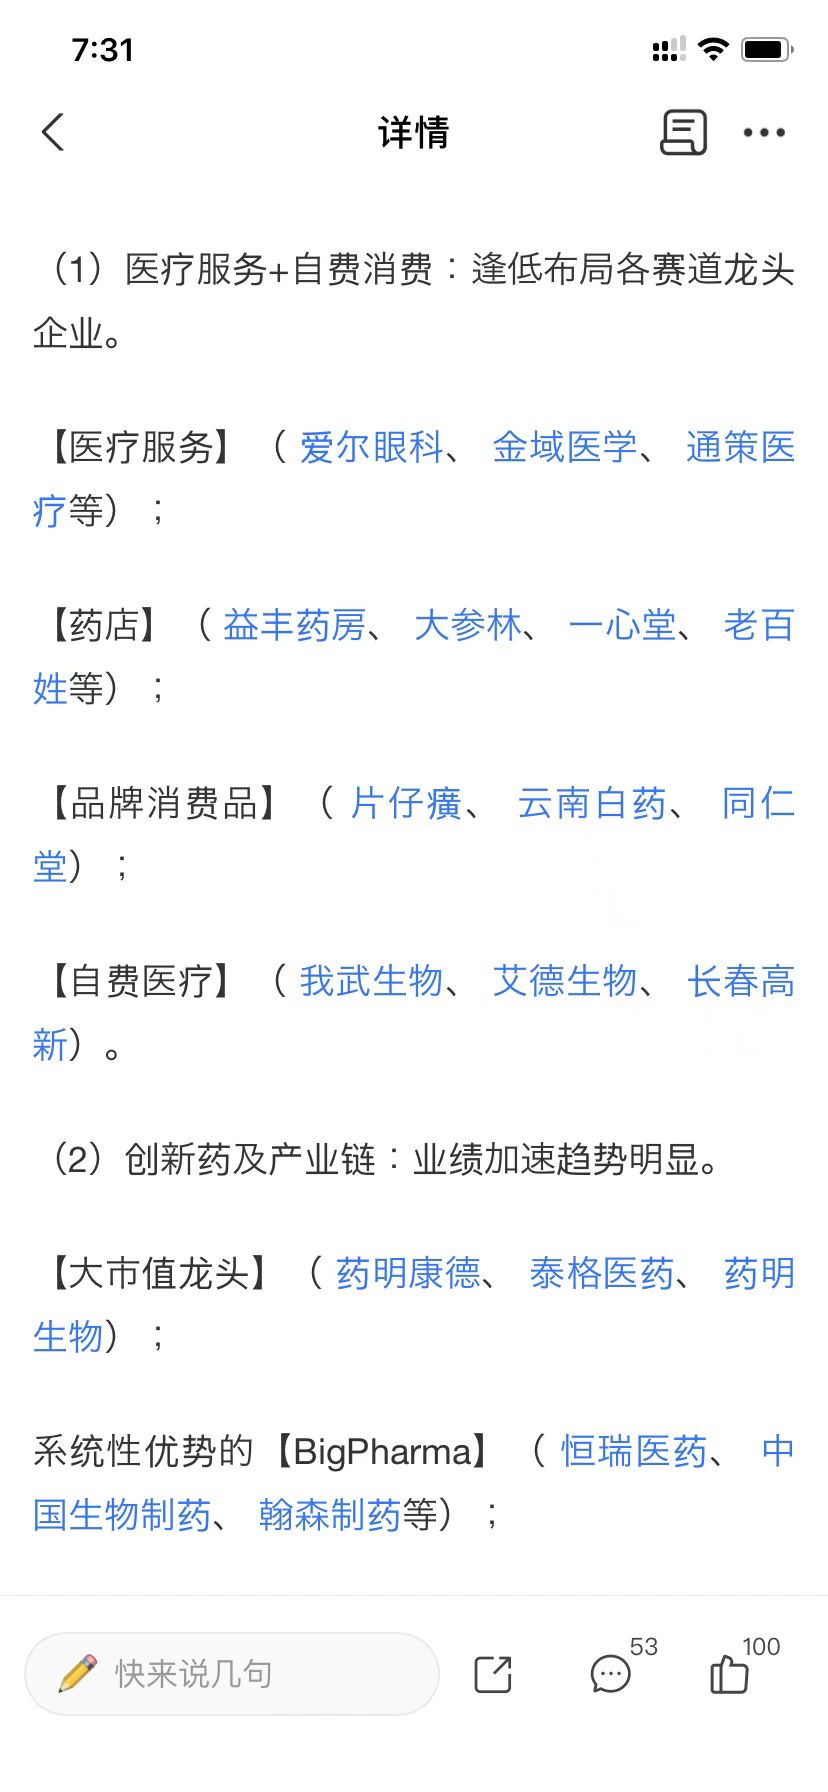 7:31
详情
（1）医疗服务+自费消费：逢低布局各赛道龙头
企业。
【医疗服务】（ 爱尔眼科、 金域医学、 通策医
疗等）；
【药店】（ 益丰药房、 大参林、 一心堂、 老百
姓等）；
【品牌消费品】（ 片仔癀、 云南白药、 同仁
堂）；
【自费医疗】（ 我武生物、 艾德生物、 长春高
新）。
（2）创新药及产业链：业绩加速趋势明显。
【大市值龙头】（ 药明康德、 泰格医药、 药明
生物）；
系统性优势的【BigPharma】（ 恒瑞医药、 中
国生物制药、 翰森制药等）；
快来说几句
53
100